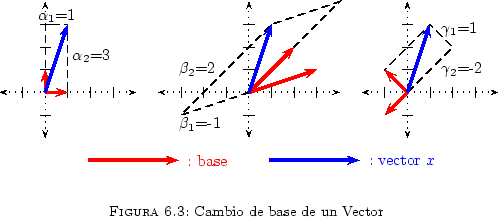 α₁=1
α₂=3
β₂=2
β₁=-1
γ₁=1
γ₂=-2
: base
: vector x
Figura 6.3: Cambio de base de un Vector